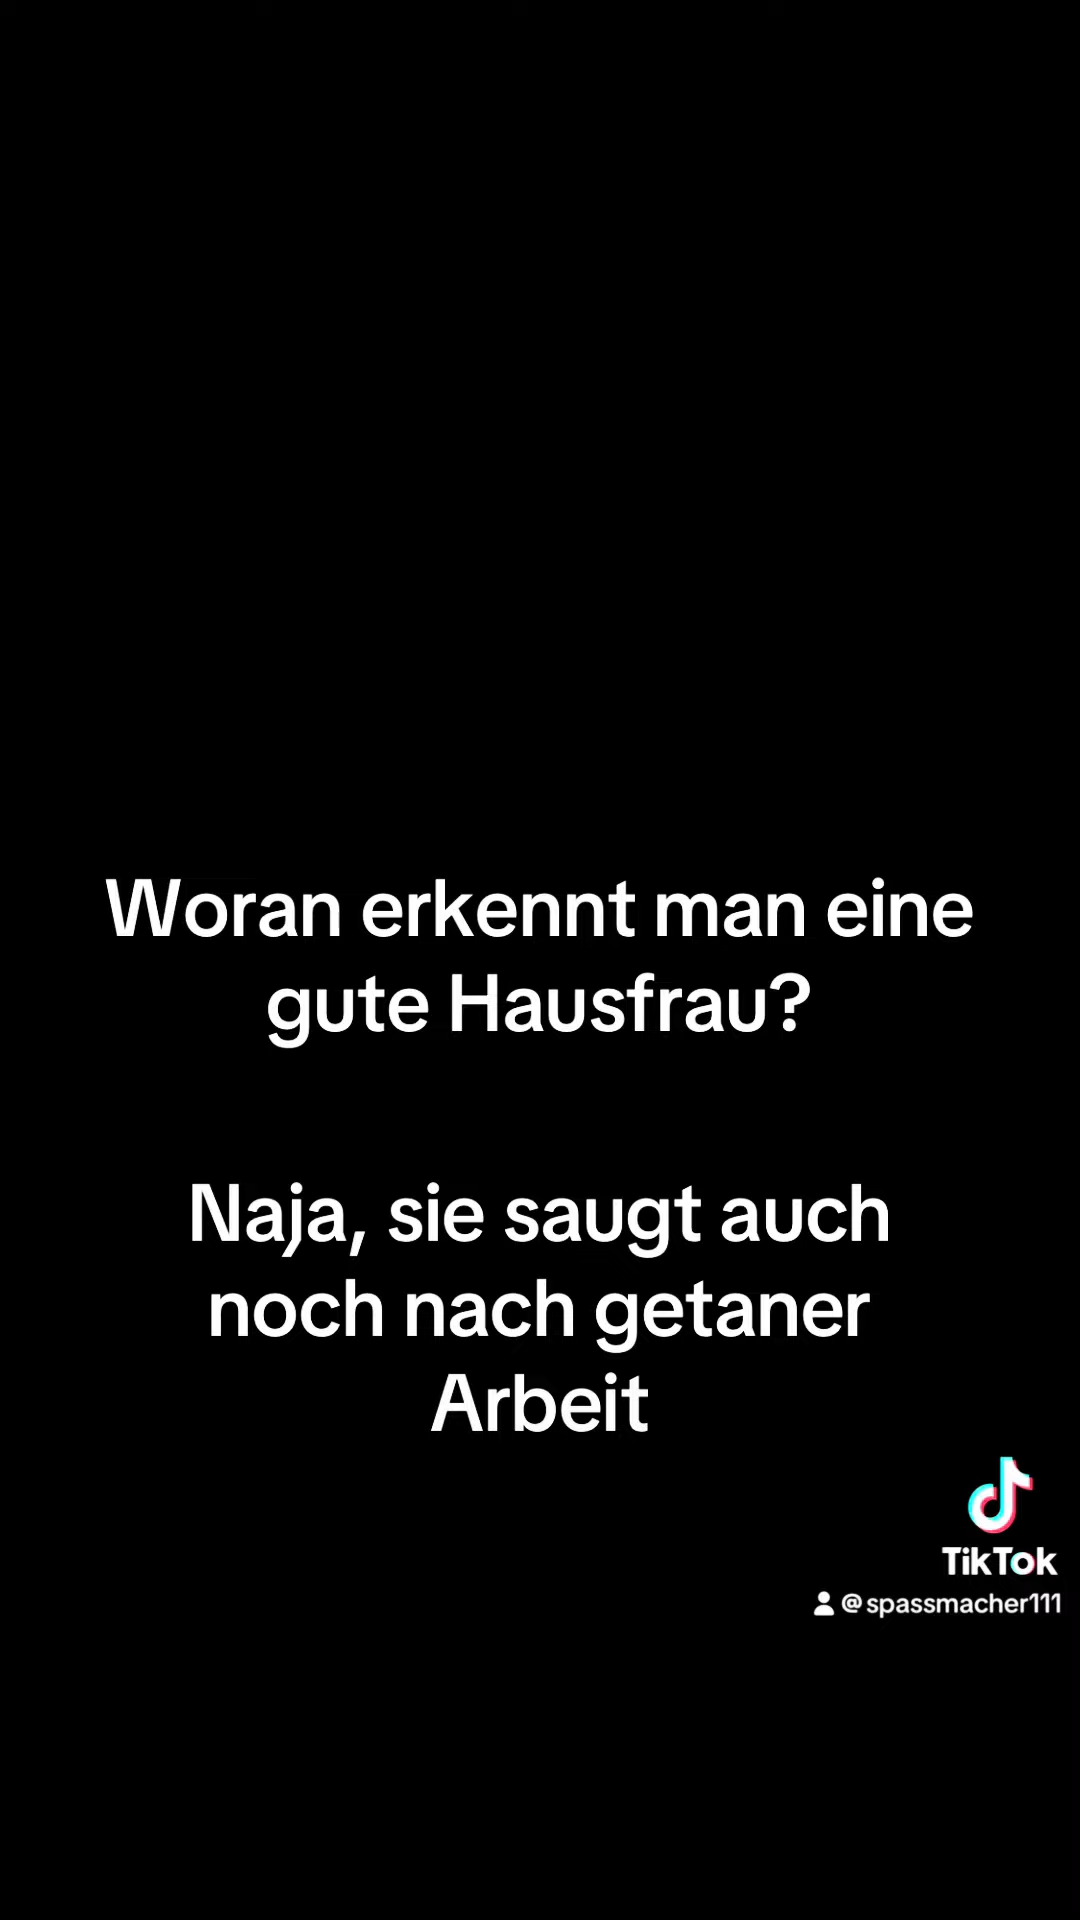 Woran erkennt man eine
gute Hausfrau?
Naja, sie saugt auch
noch nach getaner
Arbeit
TikTok
@spassmacher111